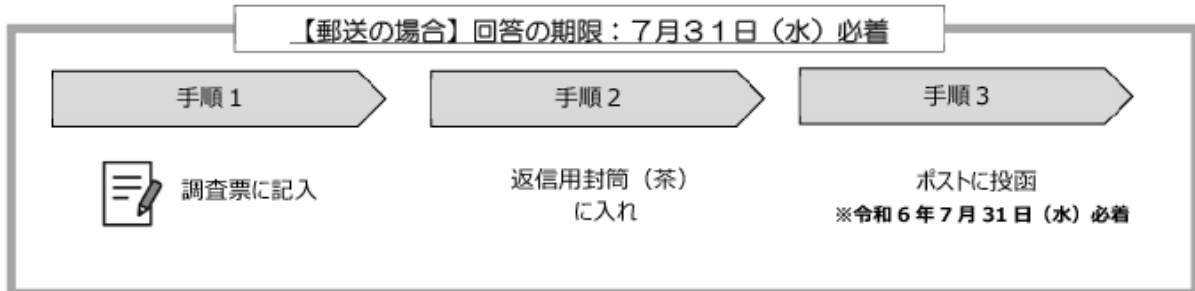 【郵送の場合】回答の期限：７月３１日（水）必着
手順１
手順２
手順３
調査票に記入
返信用封筒（茶）
に入れ
ポストに投函
※令和６年７月 31 日（水）必着